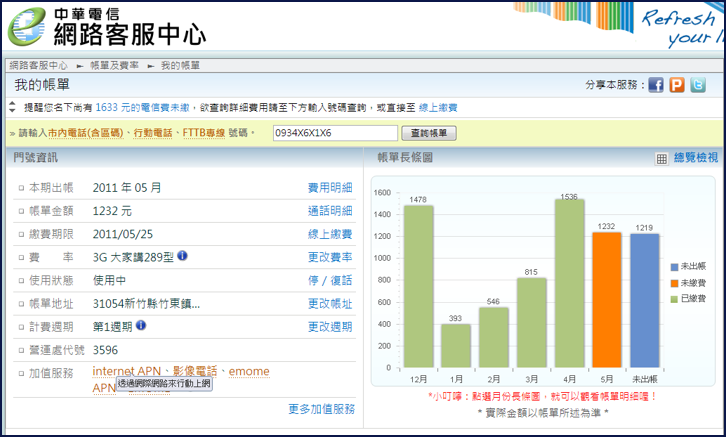 中華電信
網路客服中心
Refresh
your
網路客服中心 ► 帳單及費率 ► 我的帳單
我的帳單
分享本服務：
提醒您名下尚有 1633 元的電信費未繳，欲查詢詳細費用請至下方輸入號碼查詢，或直接至 線上繳費
» 請輸入市內電話(含區碼)、行動電話、FTTB專線 號碼。 0934X6X1X6 查詢帳單
門號資訊
本期出帳 2011 年 05 月 費用明細
帳單金額 1232 元 通話明細
繳費期限 2011/05/25 線上繳費
費 率 3G 大家講289型 更改費率
使用狀態 使用中 停 / 復話
帳單地址 31054新竹縣竹東鎮... 更改帳址
計費週期 第1週期 更改週期
營運處代號 3596
加值服務 internet APN、影像電話、emome
APN
透過網際網路來行動上網
更多加值服務
帳單長條圖 總覽檢視
1600
1400
1200
1000
800
600
400
200
0
1478
393
546
815
1536
1232
1219
12月 1月 2月 3月 4月 5月 未出帳
未出帳
未繳費
已繳費
*小叮嚀：點選月份長條圖，就可以觀看帳單明細喔！
* 實際金額以帳單所述為準 *